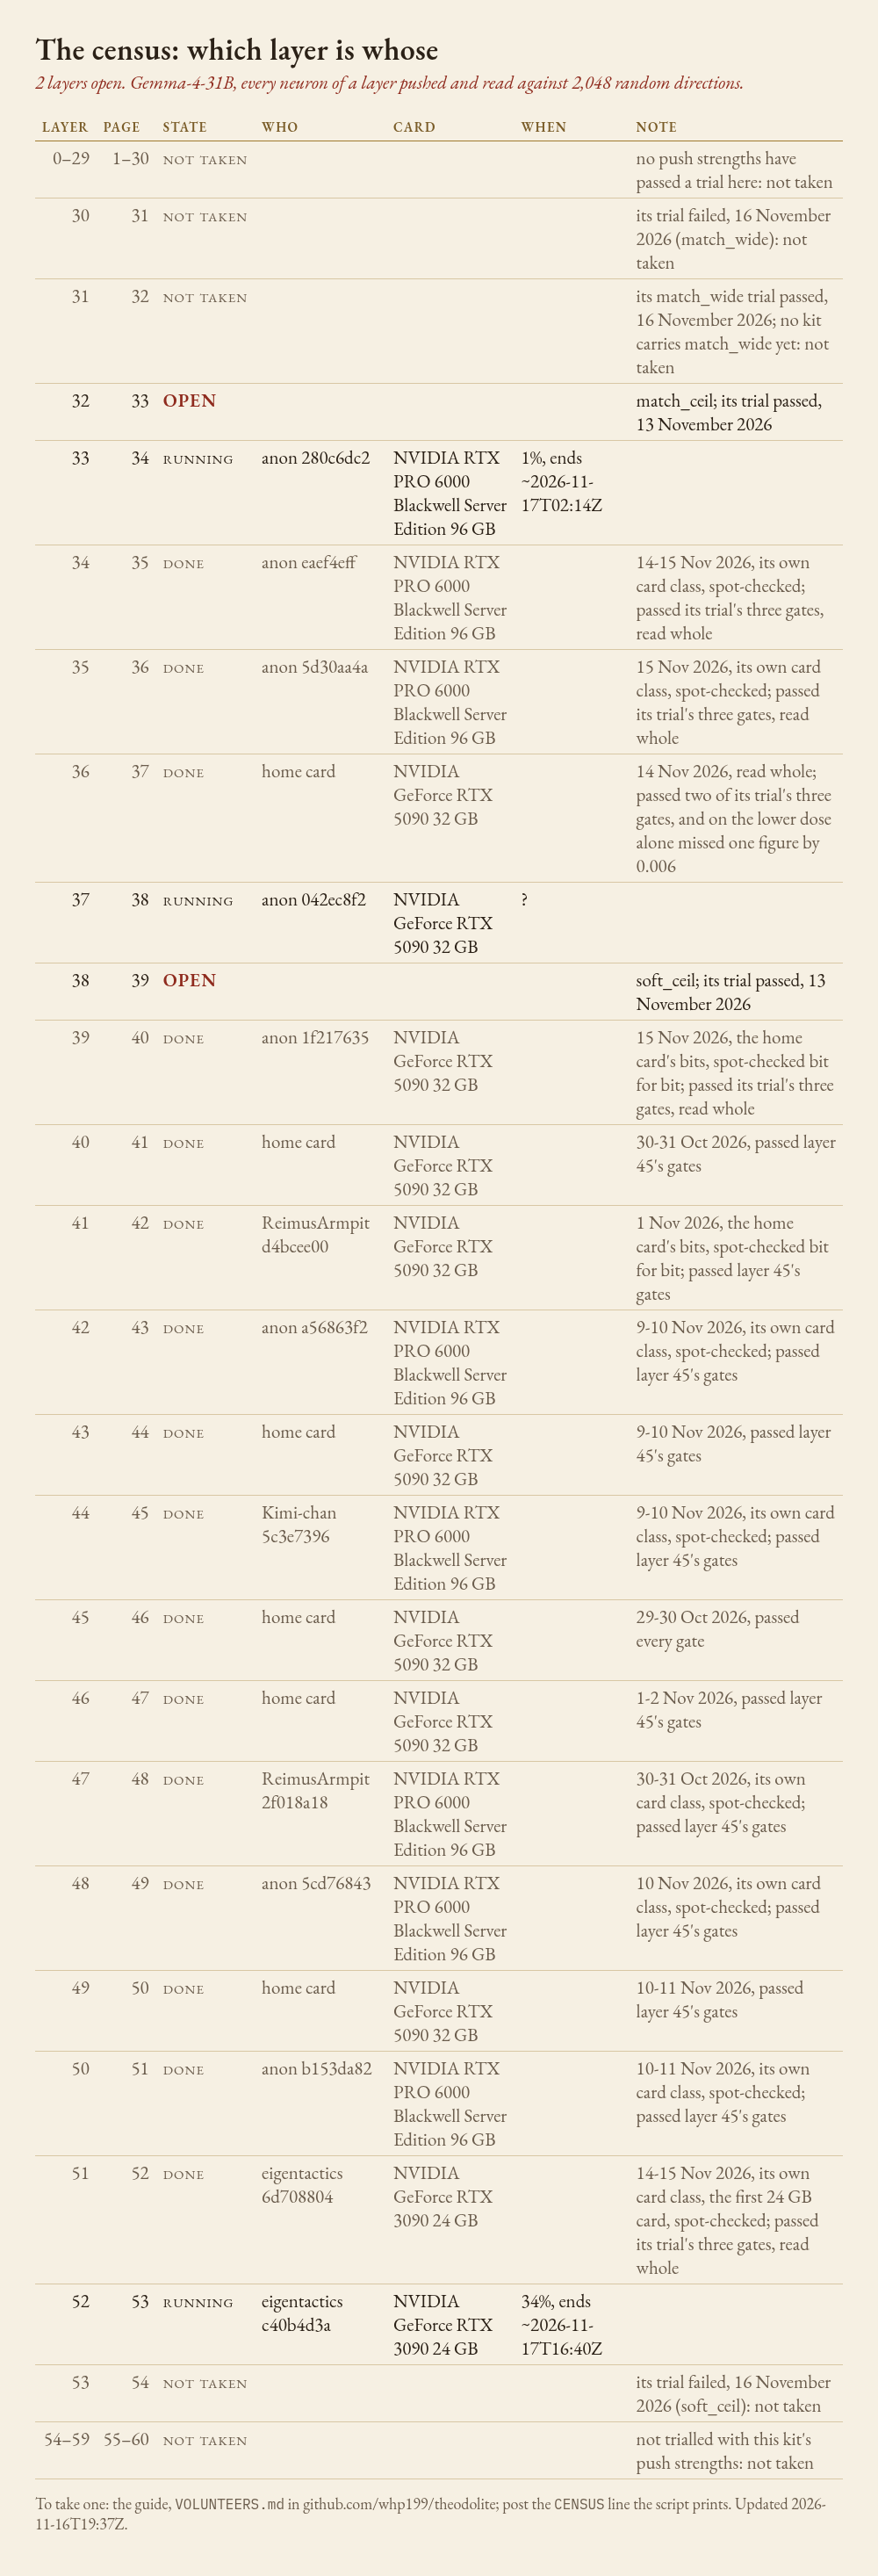 The census: which layer is whose
2 layers open. Gemma-4-31B, every neuron of a layer pushed and read against 2,048 random directions.
LAYER PAGE STATE WHO CARD WHEN NOTE
0–29 1–30 NOT TAKEN no push strengths have
passed a trial here: not taken
30 31 NOT TAKEN its trial failed, 16 November
2026 (match_wide): not
taken
31 32 NOT TAKEN its match_wide trial passed,
16 November 2026; no kit
carries match_wide yet: not
taken
32 33 OPEN match_ceil; its trial passed,
13 November 2026
33 34 RUNNING anon 280c6dc2 NVIDIA RTX 1%, ends
PRO 6000 ~2026-11-
Blackwell Server 17T02:14Z
Edition 96 GB
34 35 DONE anon eaef4eff NVIDIA RTX 14-15 Nov 2026, its own
PRO 6000 card class, spot-checked;
Blackwell Server passed its trial's three gates,
Edition 96 GB read whole
35 36 DONE anon 5d30aa4a NVIDIA RTX 15 Nov 2026, its own card
PRO 6000 class, spot-checked; passed
Blackwell Server its trial's three gates, read
Edition 96 GB whole
36 37 DONE home card NVIDIA 14 Nov 2026, read whole;
GeForce RTX passed two of its trial's three
5090 32 GB gates, and on the lower dose
alone missed one figure by
0.006
37 38 RUNNING anon 042ec8f2 NVIDIA ?
GeForce RTX
5090 32 GB
38 39 OPEN soft_ceil; its trial passed, 13
November 2026
39 40 DONE anon 1f217635 NVIDIA 15 Nov 2026, the home
GeForce RTX card's bits, spot-checked bit
5090 32 GB for bit; passed its trial's three
gates, read whole
40 41 DONE home card NVIDIA 30-31 Oct 2026, passed layer
GeForce RTX 45's gates
5090 32 GB
41 42 DONE ReimusArmpit NVIDIA 1 Nov 2026, the home
d4bcee00 GeForce RTX card's bits, spot-checked bit
5090 32 GB for bit; passed layer 45's
gates
42 43 DONE anon a56863f2 NVIDIA RTX 9-10 Nov 2026, its own card
PRO 6000 class, spot-checked; passed
Blackwell Server layer 45's gates
Edition 96 GB
43 44 DONE home card NVIDIA 9-10 Nov 2026, passed layer
GeForce RTX 45's gates
5090 32 GB
44 45 DONE Kimi-chan NVIDIA RTX 9-10 Nov 2026, its own card
5c3e7396 PRO 6000 class, spot-checked; passed
Blackwell Server layer 45's gates
Edition 96 GB
45 46 DONE home card NVIDIA 29-30 Oct 2026, passed
GeForce RTX every gate
5090 32 GB
46 47 DONE home card NVIDIA 1-2 Nov 2026, passed layer
GeForce RTX 45's gates
5090 32 GB
47 48 DONE ReimusArmpit NVIDIA RTX 30-31 Oct 2026, its own
2f018a18 PRO 6000 card class, spot-checked;
Blackwell Server passed layer 45's gates
Edition 96 GB
48 49 DONE anon 5cd76843 NVIDIA RTX 10 Nov 2026, its own card
PRO 6000 class, spot-checked; passed
Blackwell Server layer 45's gates
Edition 96 GB
49 50 DONE home card NVIDIA 10-11 Nov 2026, passed
GeForce RTX layer 45's gates
5090 32 GB
50 51 DONE anon b153da82 NVIDIA RTX 10-11 Nov 2026, its own
PRO 6000 card class, spot-checked;
Blackwell Server passed layer 45's gates
Edition 96 GB
51 52 DONE eigentactics NVIDIA 14-15 Nov 2026, its own
6d708804 GeForce RTX card class, the first 24 GB
3090 24 GB card, spot-checked; passed
its trial's three gates, read
whole
52 53 RUNNING eigentactics NVIDIA 34%, ends
c40b4d3a GeForce RTX ~2026-11-
3090 24 GB 17T16:40Z
53 54 NOT TAKEN its trial failed, 16 November
2026 (soft_ceil): not taken
54–59 55–60 NOT TAKEN not trialled with this kit's
push strengths: not taken
To take one: the guide, VOLUNTEERS.md in github.com/whp199/theodolite; post the CENSUS line the script prints. Updated 2026-
11-16T19:37Z.